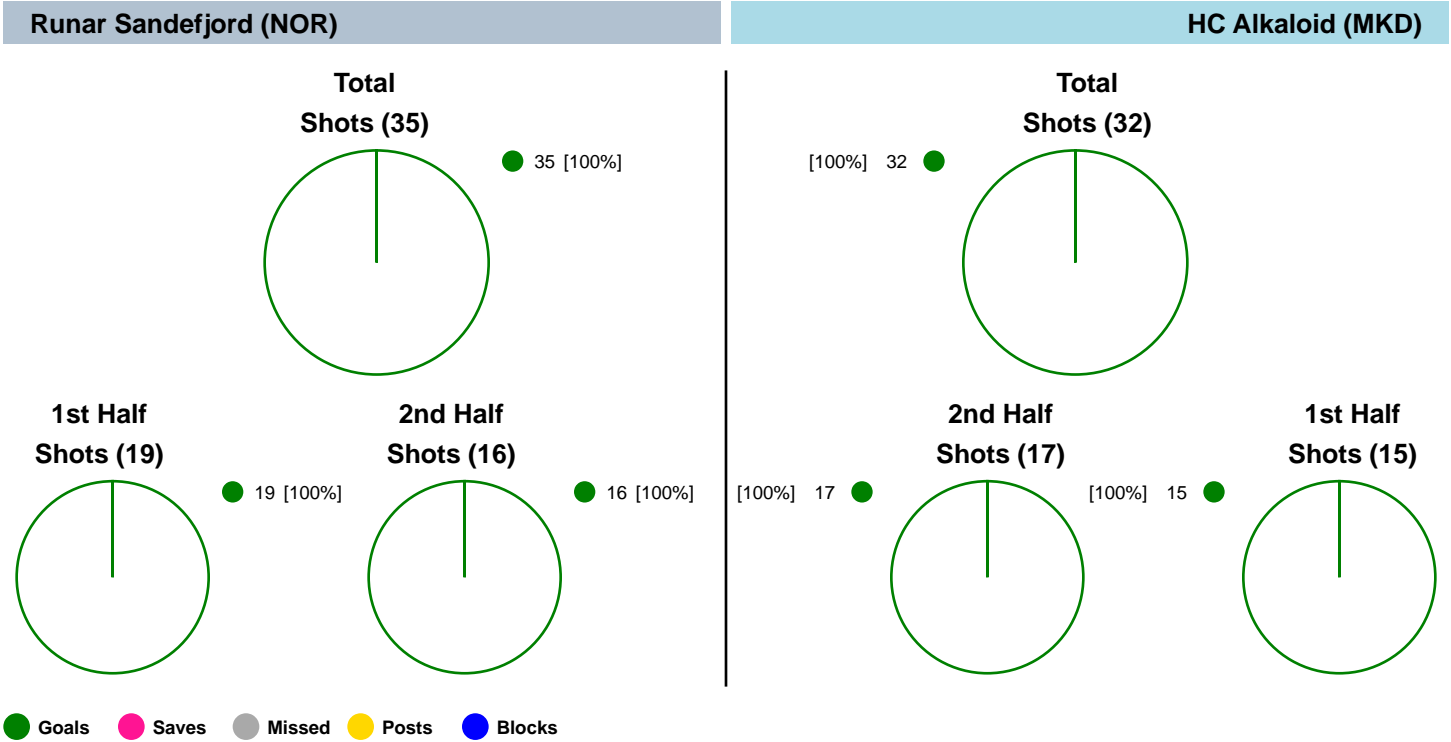 Runar Sandefjord (NOR)
HC Alkaloid (MKD)
Total
Shots (35)
35 [100%]
1st Half
Shots (19)
19 [100%]
2nd Half
Shots (16)
16 [100%]
Total
Shots (32)
[100%] 32
2nd Half
Shots (17)
[100%] 17
1st Half
Shots (15)
[100%] 15
Goals Saves Missed Posts Blocks